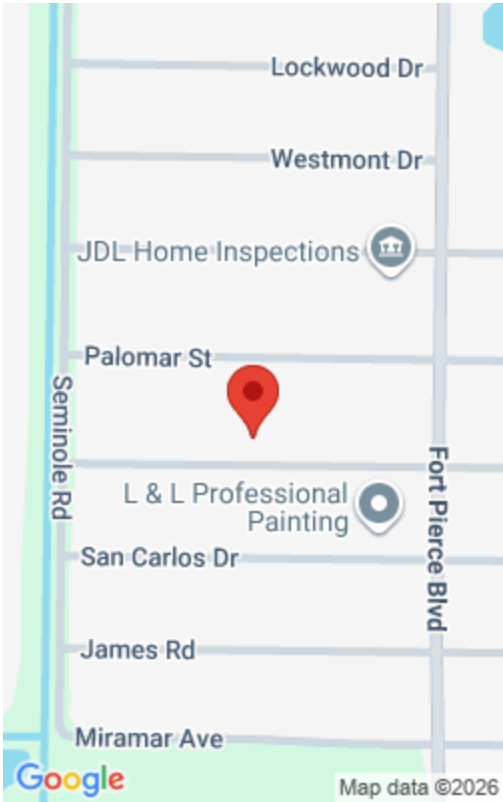 Lockwood Dr
Westmont Dr
JDL Home Inspections
Palomar St
Seminole Rd
Fort Pierce Blvd
L & L Professional
Painting
San Carlos Dr
James Rd
Miramar Ave
Google
Map data ©2026